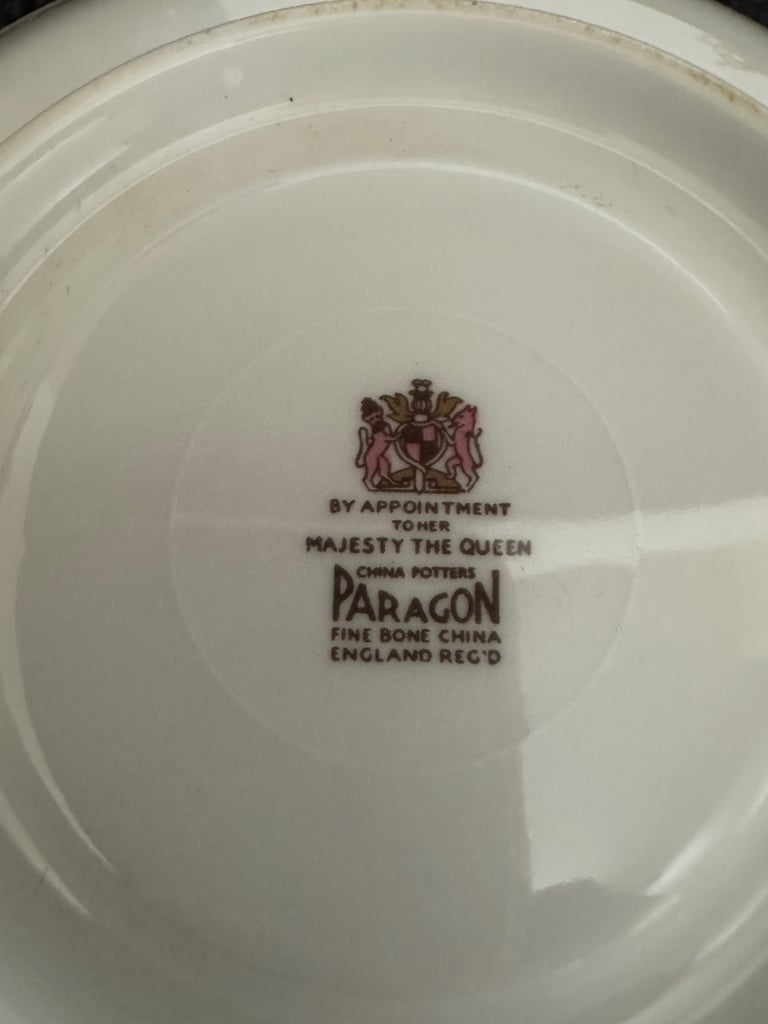 BY APPOINTMENT
TO HER
MAJESTY THE QUEEN
CHINA POTTERS
PARAGON
FINE BONE CHINA
ENGLAND REG'D